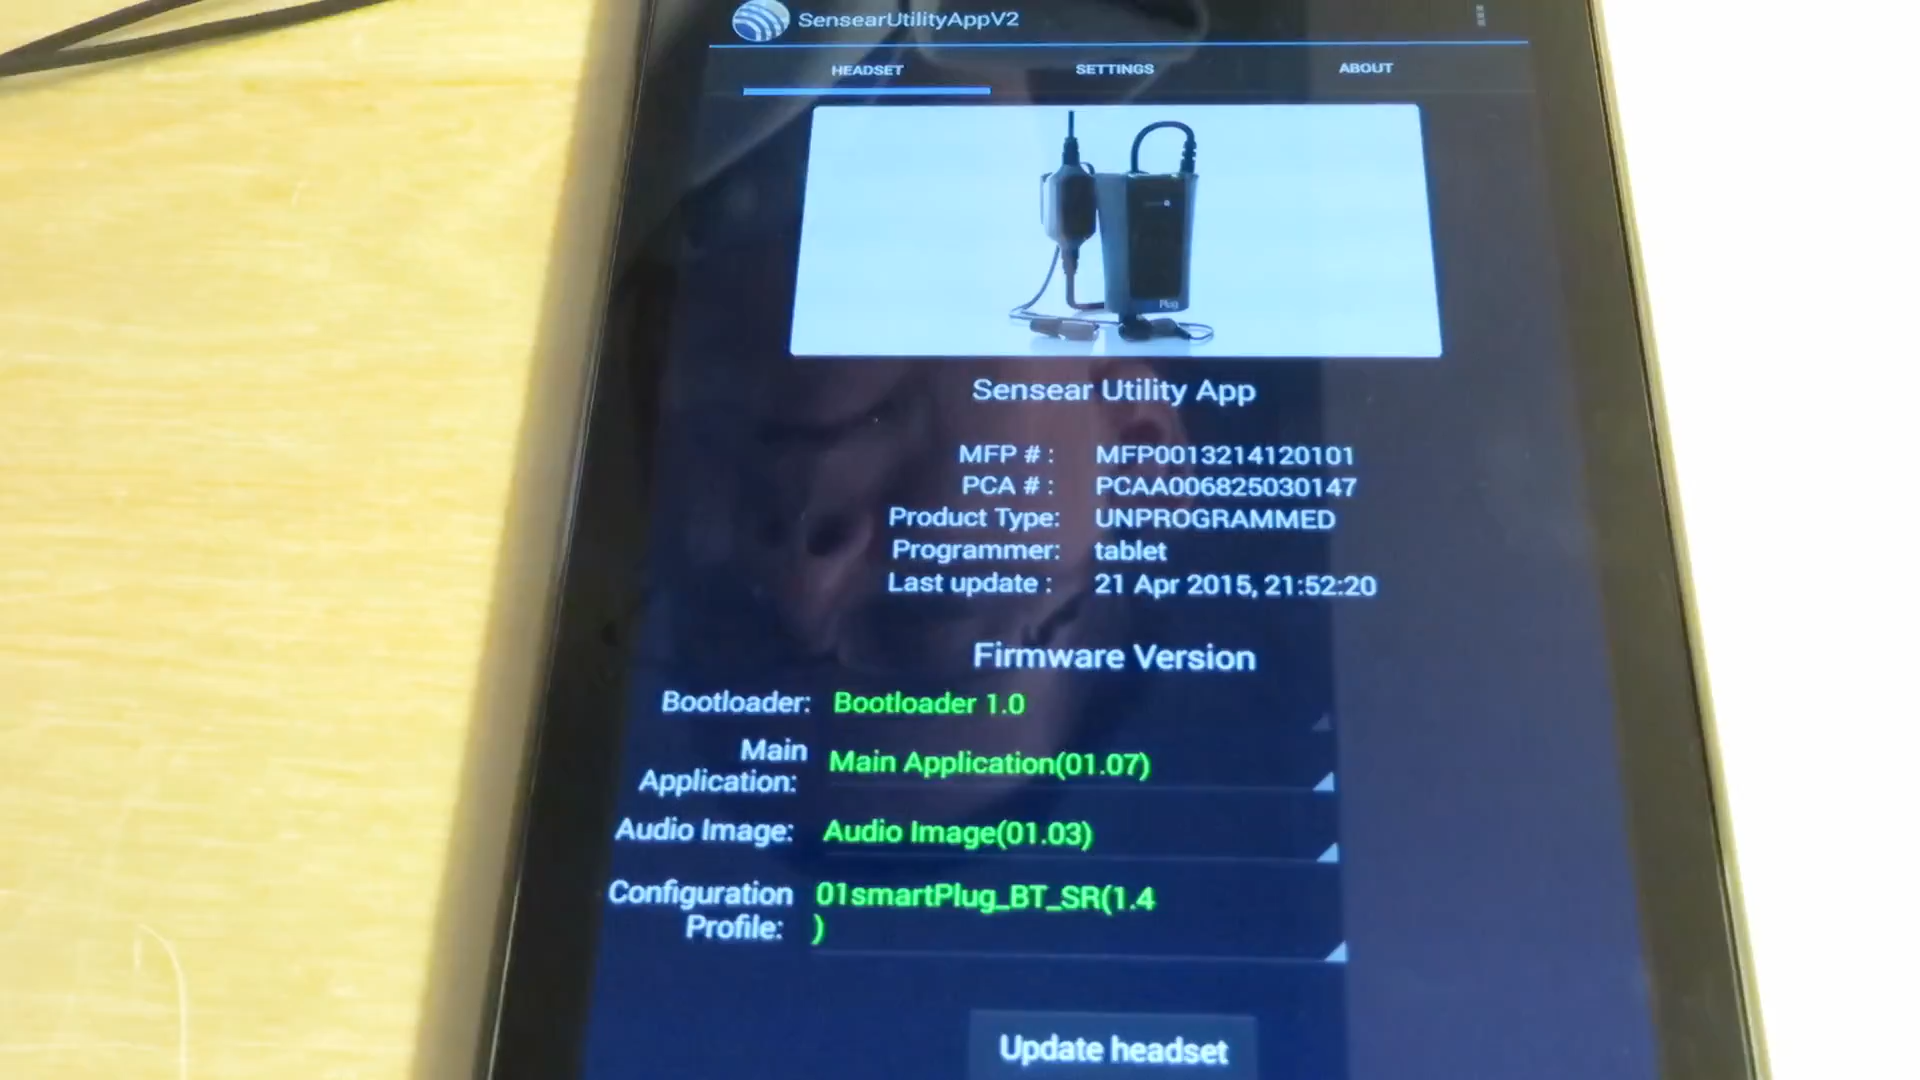 SensearUtilityAppV2
HEADSET SETTINGS ABOUT
Plug
Sensear Utility App
MFP # : MFP0013214120101
PCA # : PCAA006825030147
Product Type: UNPROGRAMMED
Programmer: tablet
Last update : 21 Apr 2015, 21:52:20
Firmware Version
Bootloader: Bootloader 1.0
Main
Application: Main Application(01.07)
Audio Image: Audio Image(01.03)
Configuration 01smartPlug_BT_SR(1.4
Profile: )
Update headset